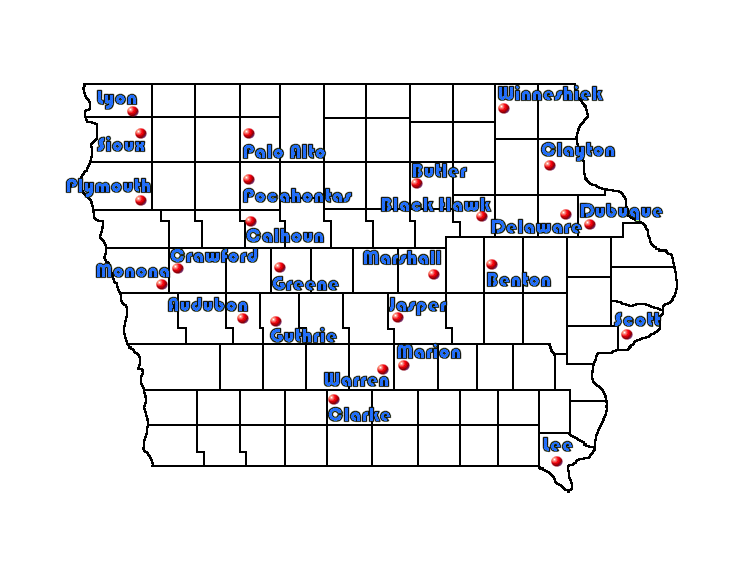 Lyon
Winneshiek
Sioux
Palo Alto
Clayton
Butler
Plymouth
Pocahontas
Black Hawk
Dubuque
Delaware
Calhoun
Crawford
Marshall
Monona
Greene
Benton
Audubon
Jasper
Guthrie
Scott
Marion
Warren
Clarke
Lee